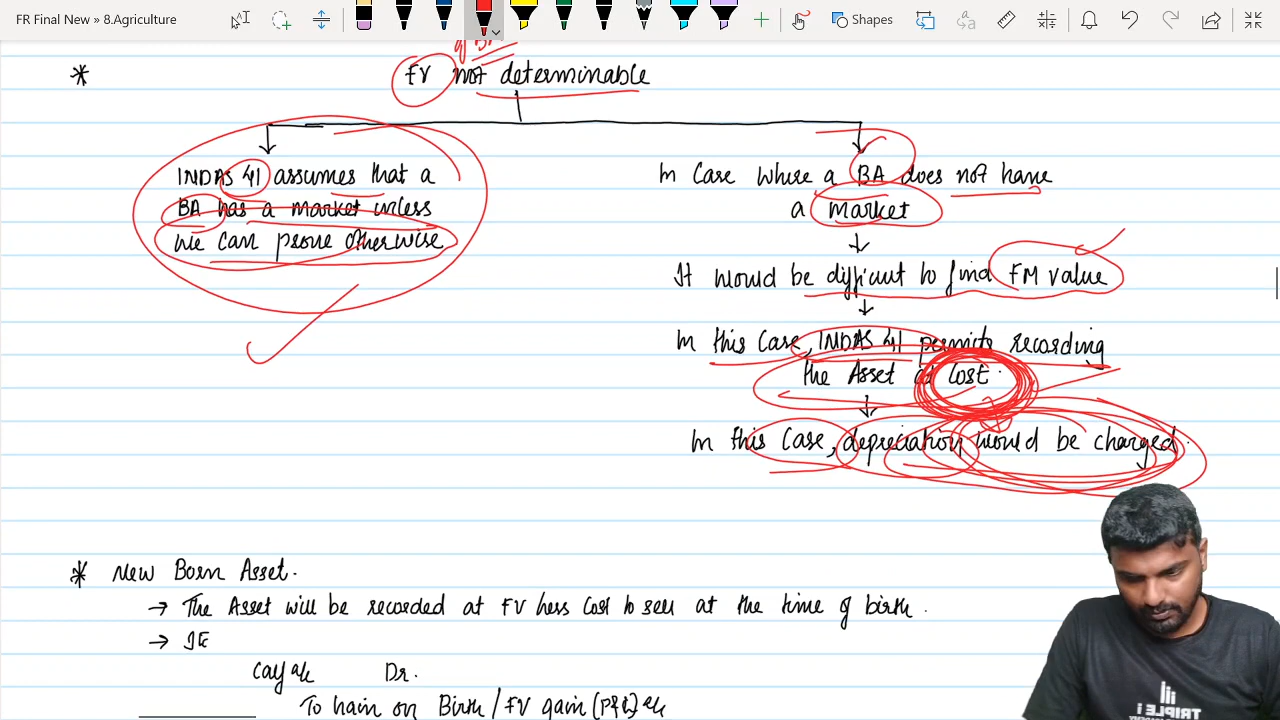 FR Final New » 8.Agriculture
Shapes
of BA
* FV not determinable
INDAS 41 assumes that a
BA has a market unless
we can prove otherwise
In Case where a BA does not have
a market
It would be difficult to find FM value
In this case, INDAS 41 permits recording
the Asset at Cost.
In this case, depreciation would be charged.
* New Born Asset.
→ The Asset will be recorded at FV less Cost to sell at the time of birth.
→ JE
Calf a/c Dr.
To Gain on Birth / FV gain (P&L) a/c
TRIPLE i